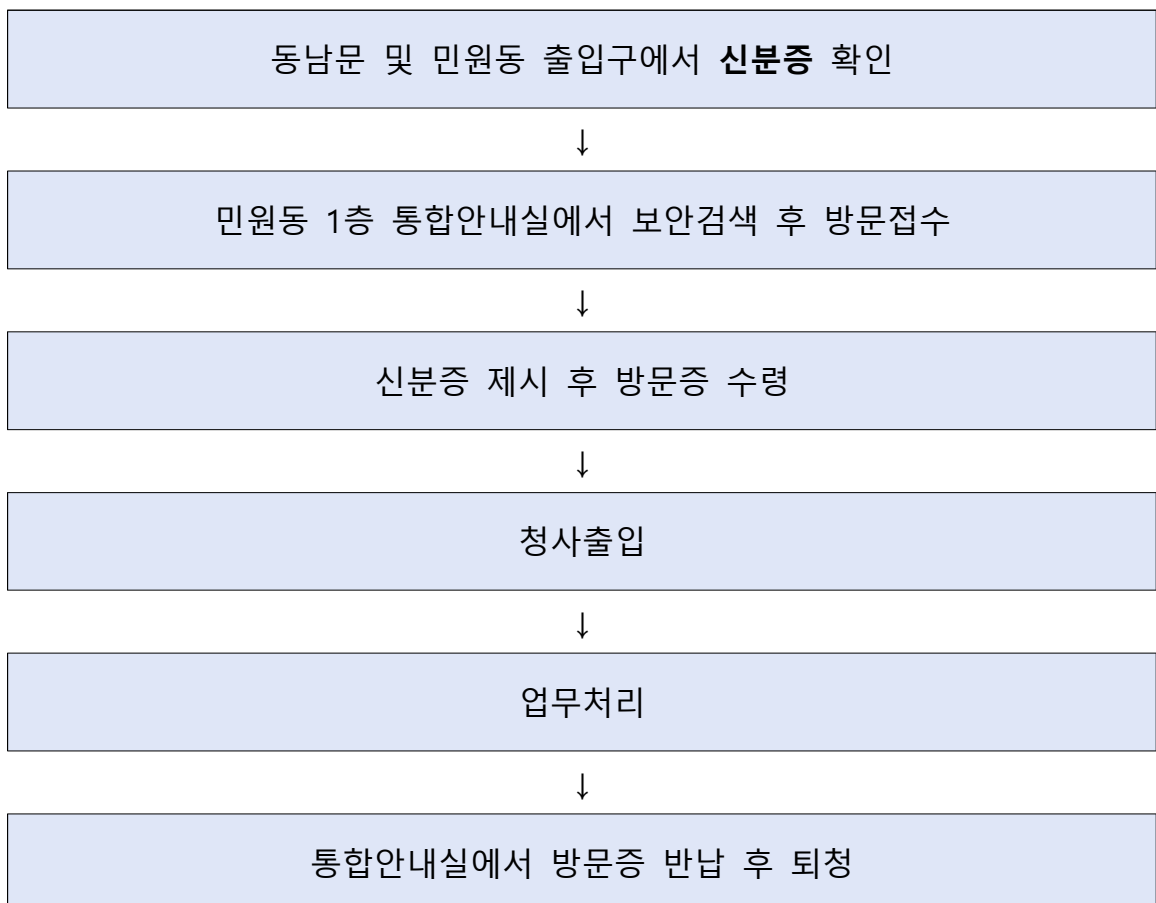 동남문 및 민원동 출입구에서 신분증 확인
↓
민원동 1층 통합안내실에서 보안검색 후 방문접수
↓
신분증 제시 후 방문증 수령
↓
청사출입
↓
업무처리
↓
통합안내실에서 방문증 반납 후 퇴청